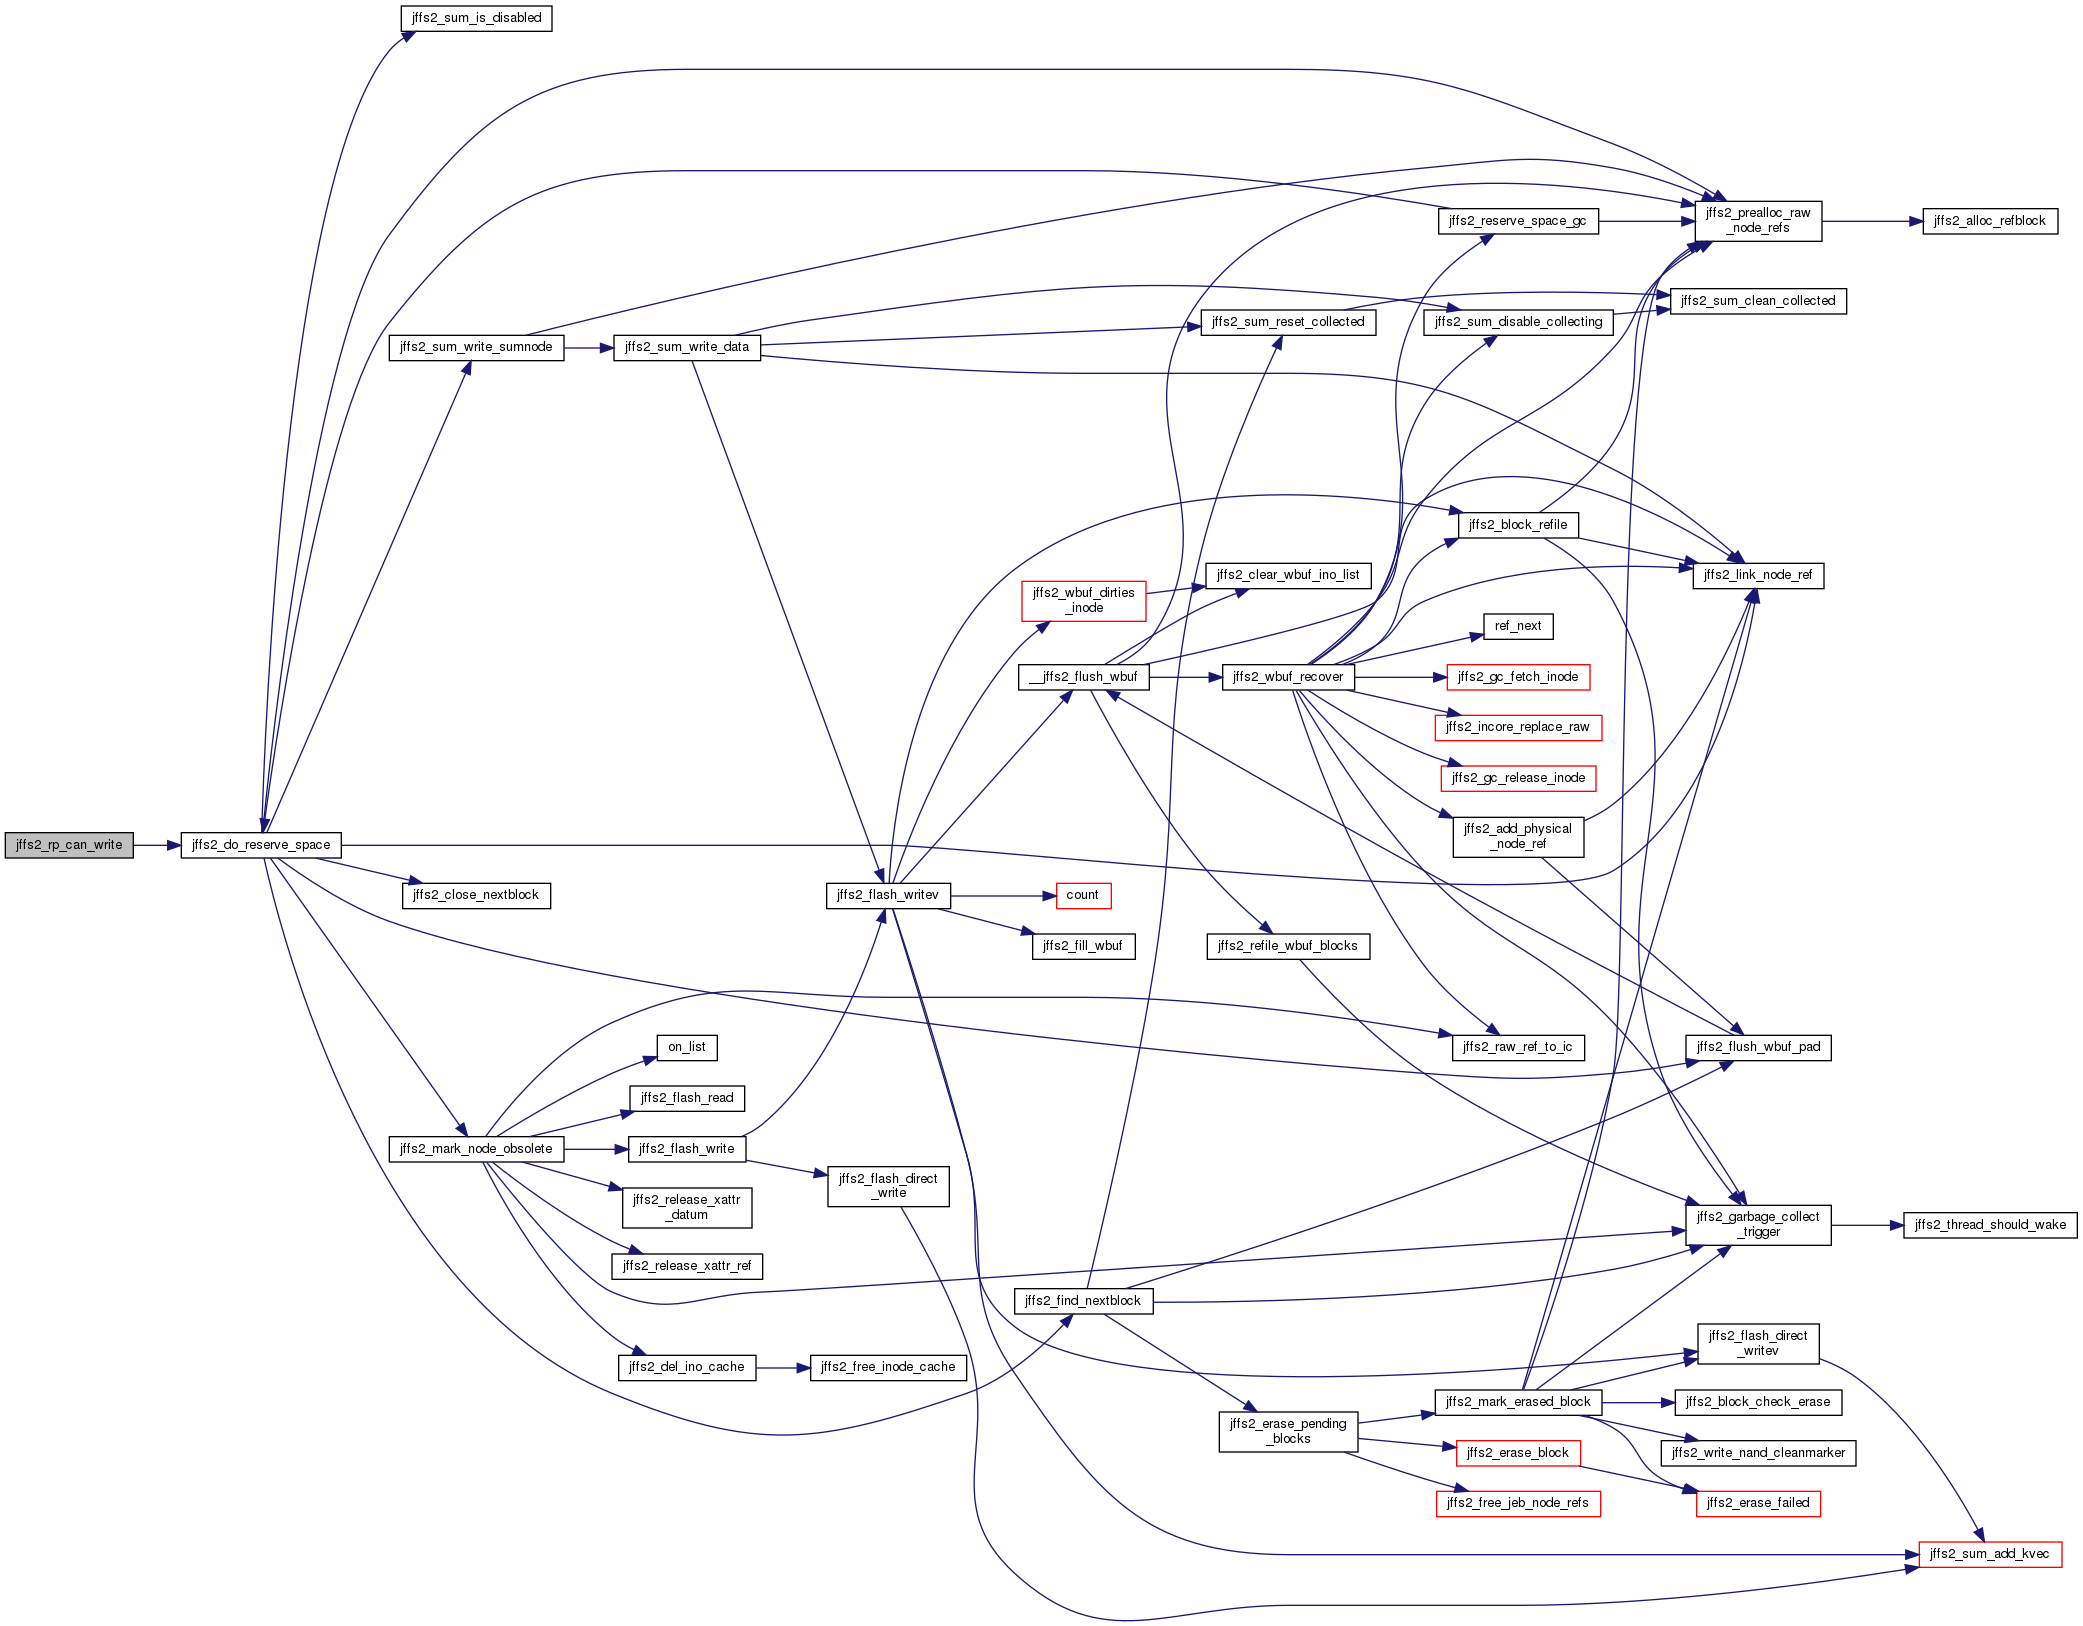 jffs2_sum_is_disabled
jffs2_prealloc_raw
_node_refs
jffs2_reserve_space_gc
jffs2_alloc_refblock
jffs2_sum_clean_collected
jffs2_sum_reset_collected
jffs2_sum_disable_collecting
jffs2_sum_write_sumnode
jffs2_sum_write_data
jffs2_block_refile
jffs2_clear_wbuf_ino_list
jffs2_link_node_ref
jffs2_wbuf_dirties
_inode
ref_next
__jffs2_flush_wbuf
jffs2_wbuf_recover
jffs2_gc_fetch_inode
jffs2_incore_replace_raw
jffs2_gc_release_inode
jffs2_add_physical
_node_ref
jffs2_rp_can_write
jffs2_do_reserve_space
jffs2_close_nextblock
jffs2_flash_writev
count
jffs2_fill_wbuf
jffs2_refile_wbuf_blocks
on_list
jffs2_raw_ref_to_ic
jffs2_flush_wbuf_pad
jffs2_flash_read
jffs2_mark_node_obsolete
jffs2_flash_write
jffs2_flash_direct
_write
jffs2_release_xattr
_datum
jffs2_garbage_collect
_trigger
jffs2_thread_should_wake
jffs2_release_xattr_ref
jffs2_find_nextblock
jffs2_flash_direct
_writev
jffs2_del_ino_cache
jffs2_free_inode_cache
jffs2_mark_erased_block
jffs2_block_check_erase
jffs2_erase_pending
_blocks
jffs2_erase_block
jffs2_write_nand_cleanmarker
jffs2_free_jeb_node_refs
jffs2_erase_failed
jffs2_sum_add_kvec